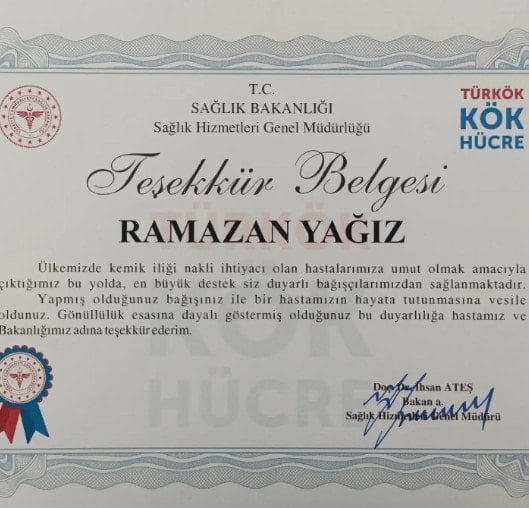 T.C.
SAĞLIK BAKANLIĞI
Sağlık Hizmetleri Genel Müdürlüğü
TÜRKÖK
KÖK
HÜCRE
Teşekkür Belgesi
RAMAZAN YAĞIZ
Ülkemizde kemik iliği nakli ihtiyacı olan hastalarımıza umut olmak amacıyla
çıktığımız bu yolda, en büyük destek siz duyarlı bağışçılarımızdan sağlanmaktadır.
Yapmış olduğunuz bağışınız ile bir hastamızın hayata tutunmasına vesile
oldunuz. Gönüllülük esasına dayalı göstermiş olduğunuz bu duyarlılığa hastamız ve
Bakanlığımız adına teşekkür ederim.
TÜRKÖK
KÖK
HÜCRE
Doç. Dr. İhsan ATEŞ
Bakan a.
Sağlık Hizmetleri Genel Müdürü